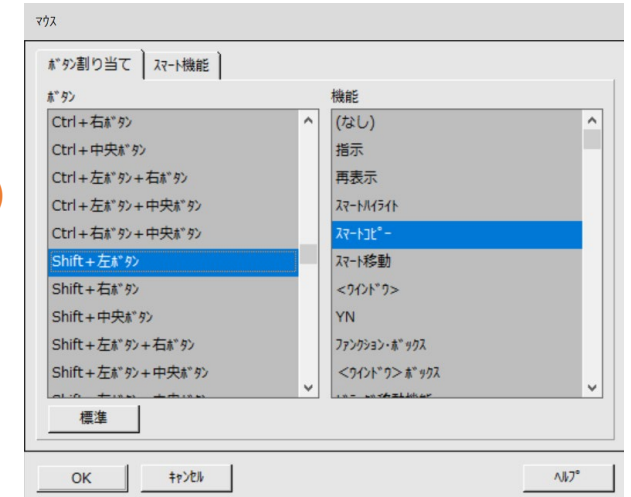 マウス
ボタン割り当て
スマート機能
ボタン
Ctrl+右ボタン
Ctrl+中央ボタン
Ctrl+左ボタン+右ボタン
Ctrl+左ボタン+中央ボタン
Ctrl+右ボタン+中央ボタン
Shift+左ボタン
Shift+右ボタン
Shift+中央ボタン
Shift+左ボタン+右ボタン
Shift+左ボタン+中央ボタン
標準
機能
(なし)
指示
再表示
スマートハイライト
スマートコピー
スマート移動
<ウインドウ>
YN
ファンクション・ボックス
<ウインドウ>ボックス
OK
キャンセル
ヘルプ